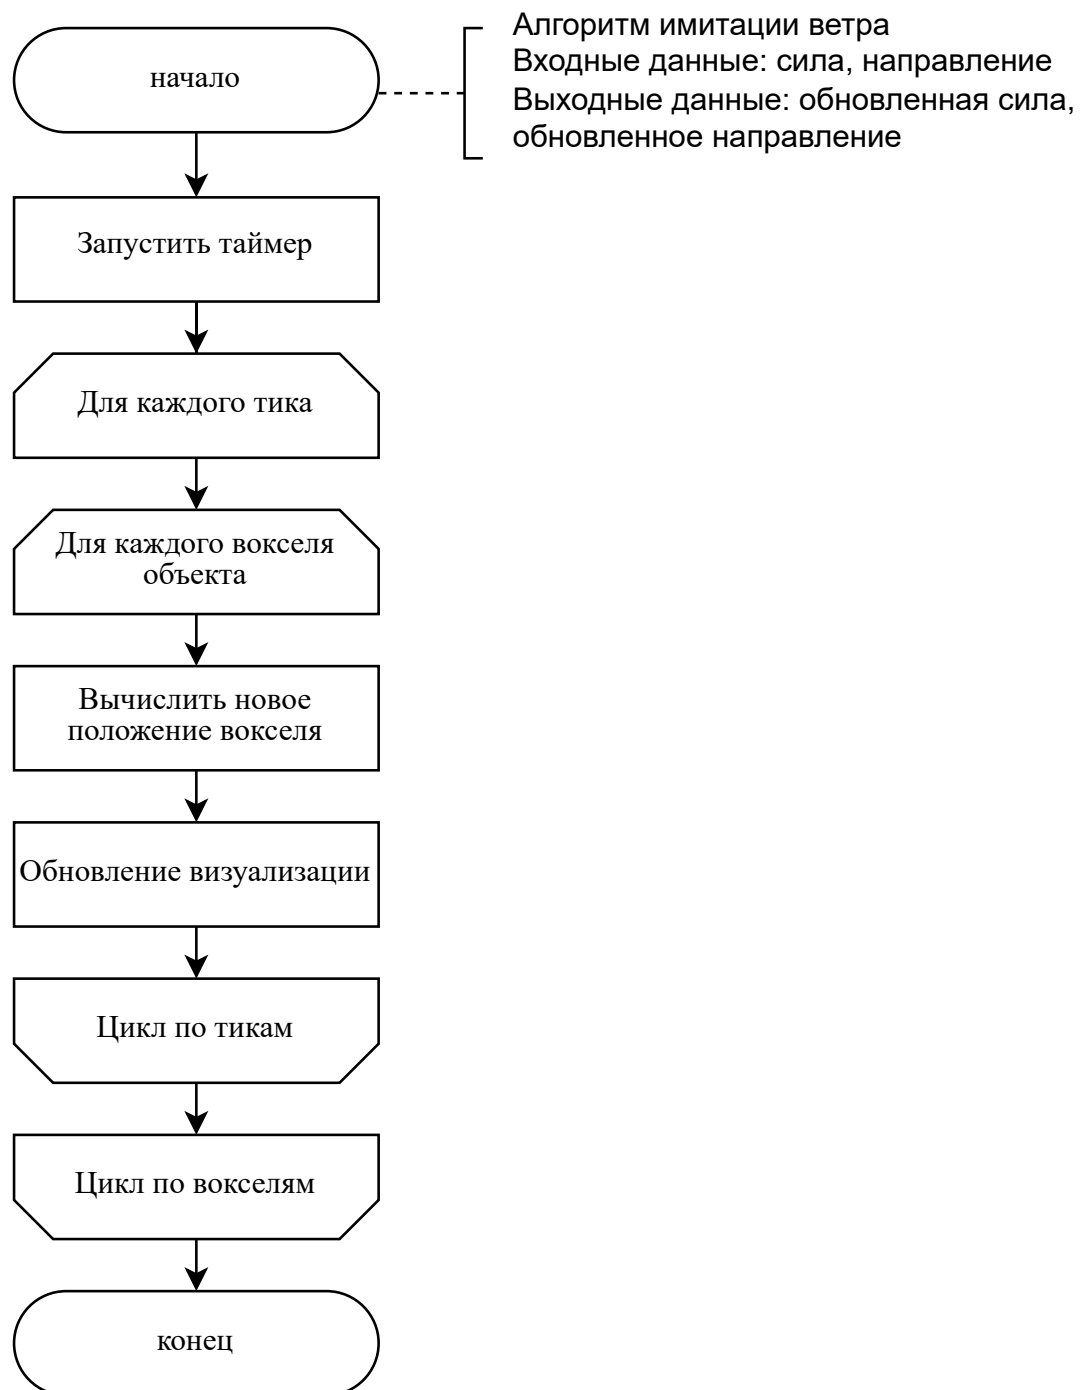 начало
Алгоритм имитации ветра
Входные данные: сила, направление
Выходные данные: обновленная сила,
обновленное направление
Запустить таймер
Для каждого тика
Для каждого вокселя
объекта
Вычислить новое
положение вокселя
Обновление визуализации
Цикл по тикам
Цикл по вокселям
конец